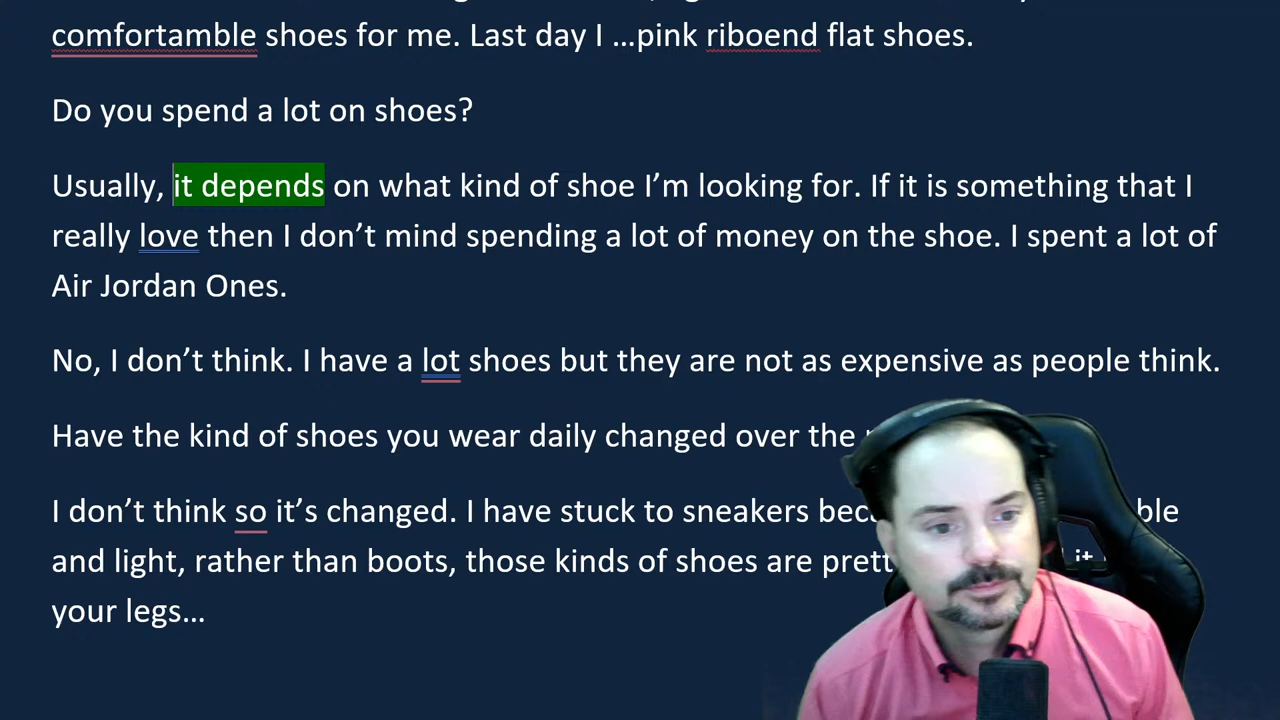 comfortamble shoes for me. Last day I …pink riboend flat shoes.
Do you spend a lot on shoes?
Usually, it depends on what kind of shoe I’m looking for. If it is something that I
really love then I don’t mind spending a lot of money on the shoe. I spent a lot of
Air Jordan Ones.
No, I don’t think. I have a lot shoes but they are not as expensive as people think.
Have the kind of shoes you wear daily changed over the
I don’t think so it’s changed. I have stuck to sneakers
and light, rather than boots, those kinds of shoes are it
your legs…